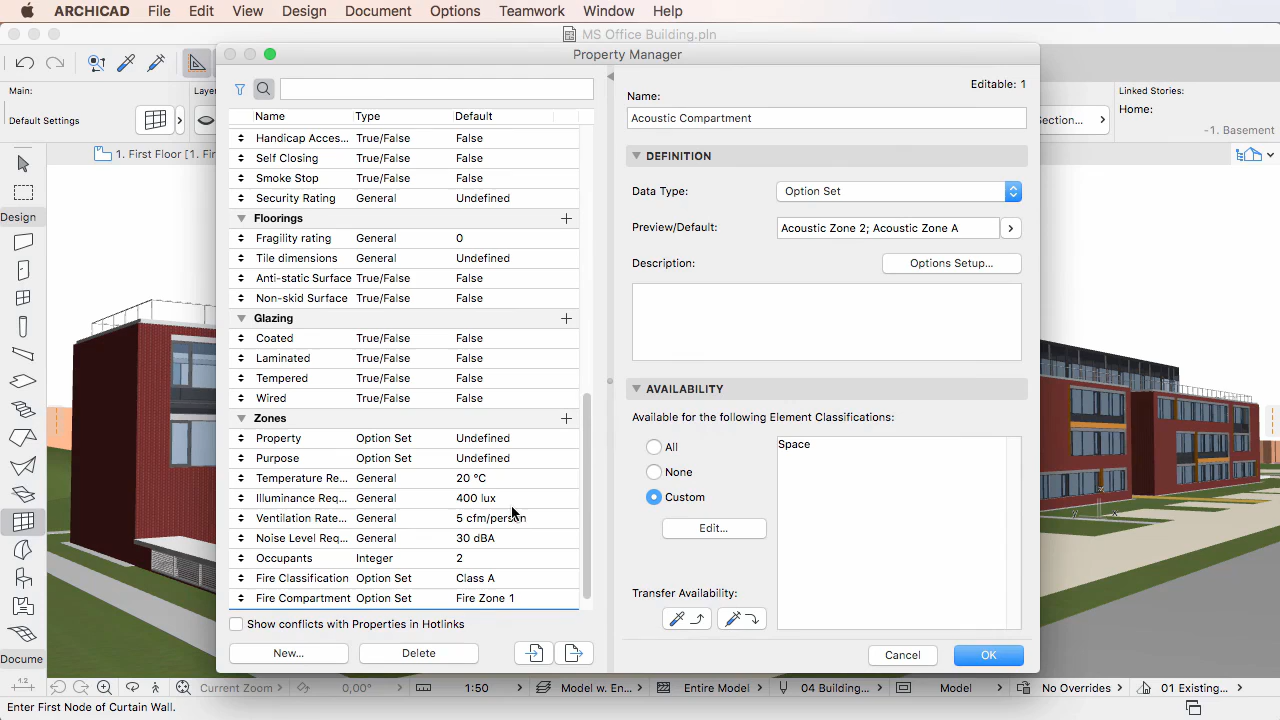 ARCHICAD File Edit View Design Document Options Teamwork Window Help
MS Office Building.pln
Property Manager
Main:
Default Settings
Linked Stories:
Home:
-1. Basement
Section...
1. First Floor [1. Fir
Design
Docume
Name Type Default
Handicap Acces... True/False False
Self Closing True/False False
Smoke Stop True/False False
Security Rating General Undefined
Floorings
Fragility rating General 0
Tile dimensions General Undefined
Anti-static Surface True/False False
Non-skid Surface True/False False
Glazing
Coated True/False False
Laminated True/False False
Tempered True/False False
Wired True/False False
Zones
Property Option Set Undefined
Purpose Option Set Undefined
Temperature Re... General 20 °C
Illuminance Req... General 400 lux
Ventilation Rate... General 5 cfm/person
Noise Level Req... General 30 dBA
Occupants Integer 2
Fire Classification Option Set Class A
Fire Compartment Option Set Fire Zone 1
Show conflicts with Properties in Hotlinks
New... Delete
Editable: 1
Name:
Acoustic Compartment
DEFINITION
Data Type: Option Set
Preview/Default: Acoustic Zone 2; Acoustic Zone A
Description: Options Setup...
AVAILABILITY
Available for the following Element Classifications:
All
None
Custom
Edit...
Space
Transfer Availability:
Cancel OK
Current Zoom 0,00° 1:50 Model w. En... Entire Model 04 Building... Model No Overrides 01 Existing...
Enter First Node of Curtain Wall.